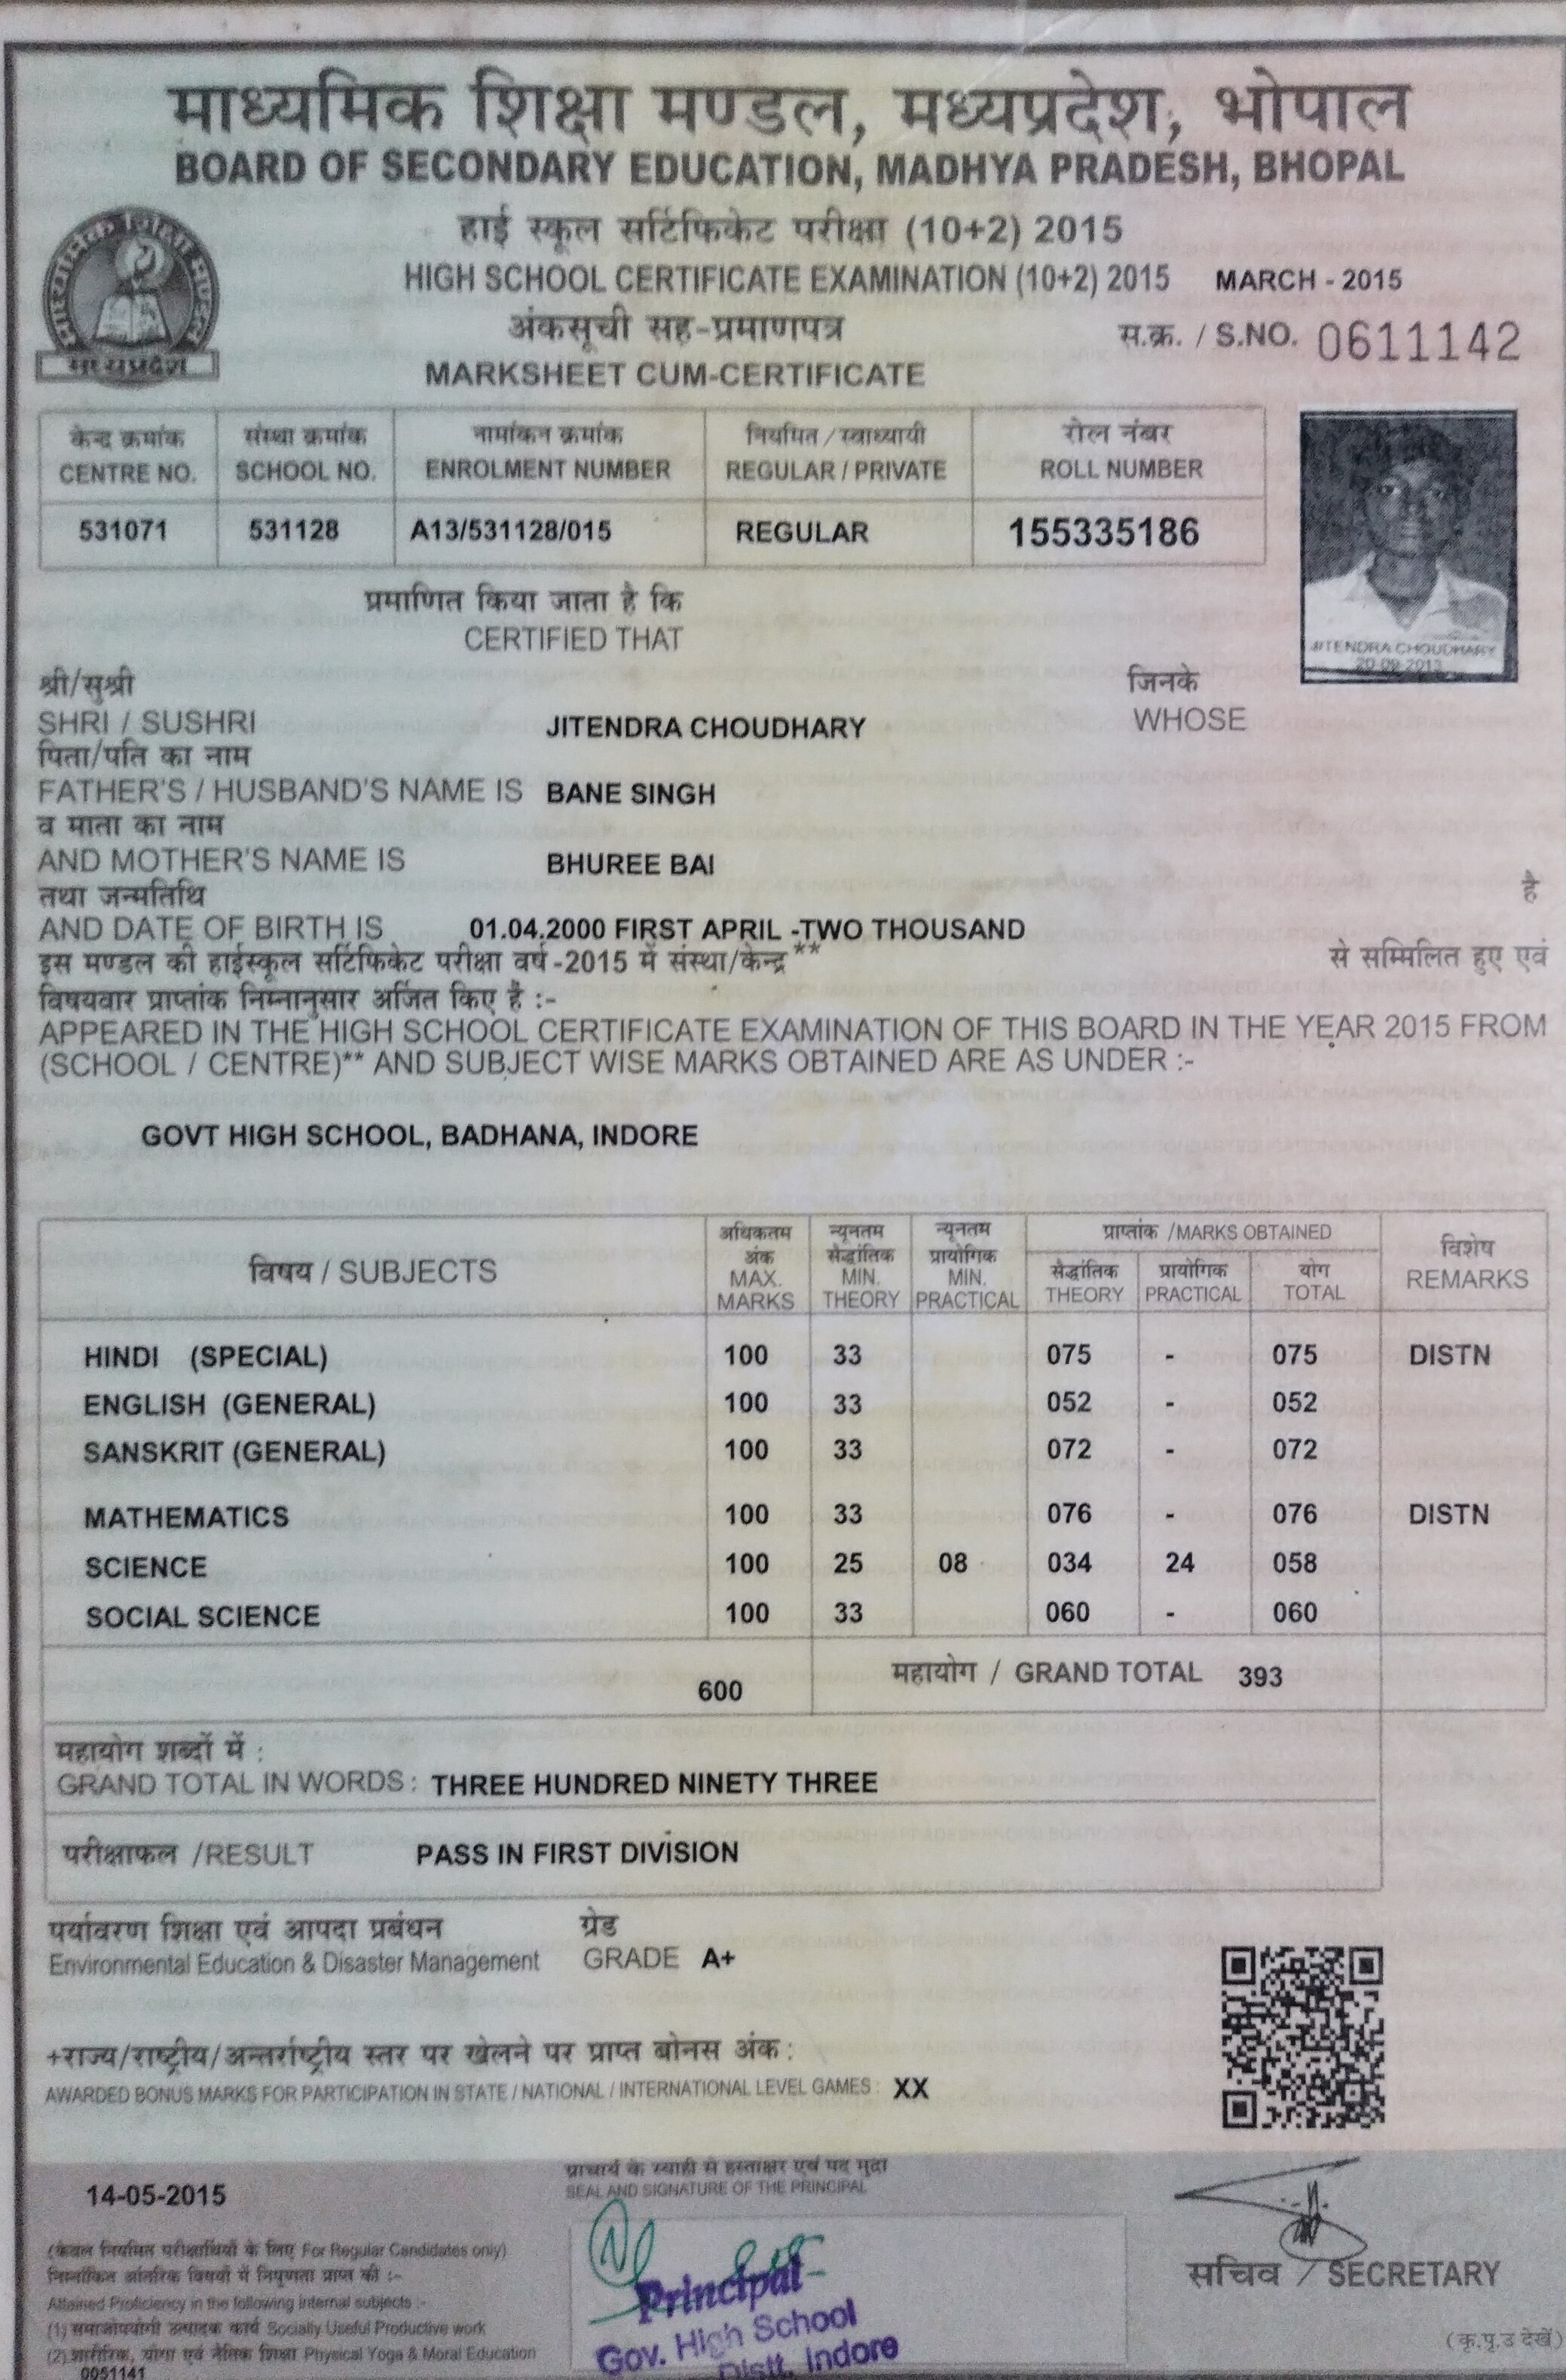 माध्यमिक शिक्षा मण्डल, मध्यप्रदेश, भोपाल
BOARD OF SECONDARY EDUCATION, MADHYA PRADESH, BHOPAL
हाई स्कूल सर्टिफिकेट परीक्षा (10+2) 2015
HIGH SCHOOL CERTIFICATE EXAMINATION (10+2) 2015 MARCH - 2015
अंकसूची सह-प्रमाणपत्र
स.क्र. / S.NO. 0611142
MARKSHEET CUM-CERTIFICATE
मध्यप्रदेश
केन्द्र क्रमांक संस्था क्रमांक नामांकन क्रमांक नियमित / स्वाध्यायी रोल नंबर
CENTRE NO. SCHOOL NO. ENROLMENT NUMBER REGULAR / PRIVATE ROLL NUMBER
531071 531128 A13/531128/015 REGULAR 155335186
JITENDRA CHOUDHARY
20-09-2013
प्रमाणित किया जाता है कि
CERTIFIED THAT
श्री/सुश्री जिनके
SHRI / SUSHRI JITENDRA CHOUDHARY WHOSE
पिता/पति का नाम
FATHER'S / HUSBAND'S NAME IS BANE SINGH
व माता का नाम
AND MOTHER'S NAME IS BHUREE BAI
तथा जन्मतिथि है
AND DATE OF BIRTH IS 01.04.2000 FIRST APRIL -TWO THOUSAND
इस मण्डल की हाईस्कूल सर्टिफिकेट परीक्षा वर्ष-2015 में संस्था/केन्द्र** से सम्मिलित हुए एवं
विषयवार प्राप्तांक निम्नानुसार अर्जित किए है :-
APPEARED IN THE HIGH SCHOOL CERTIFICATE EXAMINATION OF THIS BOARD IN THE YEAR 2015 FROM
(SCHOOL / CENTRE)** AND SUBJECT WISE MARKS OBTAINED ARE AS UNDER :-
GOVT HIGH SCHOOL, BADHANA, INDORE
विषय / SUBJECTS अधिकतम अंक MAX. MARKS न्यूनतम सैद्धांतिक MIN. THEORY न्यूनतम प्रायोगिक MIN. PRACTICAL प्राप्तांक /MARKS OBTAINED विशेष REMARKS
सैद्धांतिक THEORY प्रायोगिक PRACTICAL योग TOTAL
HINDI (SPECIAL) 100 33 075 - 075 DISTN
ENGLISH (GENERAL) 100 33 052 - 052
SANSKRIT (GENERAL) 100 33 072 - 072
MATHEMATICS 100 33 076 - 076 DISTN
SCIENCE 100 25 08 034 24 058
SOCIAL SCIENCE 100 33 060 - 060
600 महायोग / GRAND TOTAL 393
महायोग शब्दों में :
GRAND TOTAL IN WORDS : THREE HUNDRED NINETY THREE
परीक्षाफल /RESULT PASS IN FIRST DIVISION
पर्यावरण शिक्षा एवं आपदा प्रबंधन ग्रेड
Environmental Education & Disaster Management GRADE A+
+राज्य/राष्ट्रीय/अन्तर्राष्ट्रीय स्तर पर खेलने पर प्राप्त बोनस अंक :
AWARDED BONUS MARKS FOR PARTICIPATION IN STATE / NATIONAL / INTERNATIONAL LEVEL GAMES : XX
14-05-2015
प्राचार्य के स्याही से हस्ताक्षर एवं पद मुद्रा
SEAL AND SIGNATURE OF THE PRINCIPAL
(केवल नियमित परीक्षार्थियों के लिए For Regular Candidates only)
निम्नांकित आंतरिक विषयों में निपुणता प्राप्त की :-
Attained Proficiency in the following internal subjects :-
(1) समाजोपयोगी उत्पादक कार्य Socially Useful Productive work
(2) शारीरिक, योगा एवं नैतिक शिक्षा Physical Yoga & Moral Education
0051141
Principal
Gov. High School
Distt. Indore
सचिव / SECRETARY
(कृ.पृ.उ देखें)